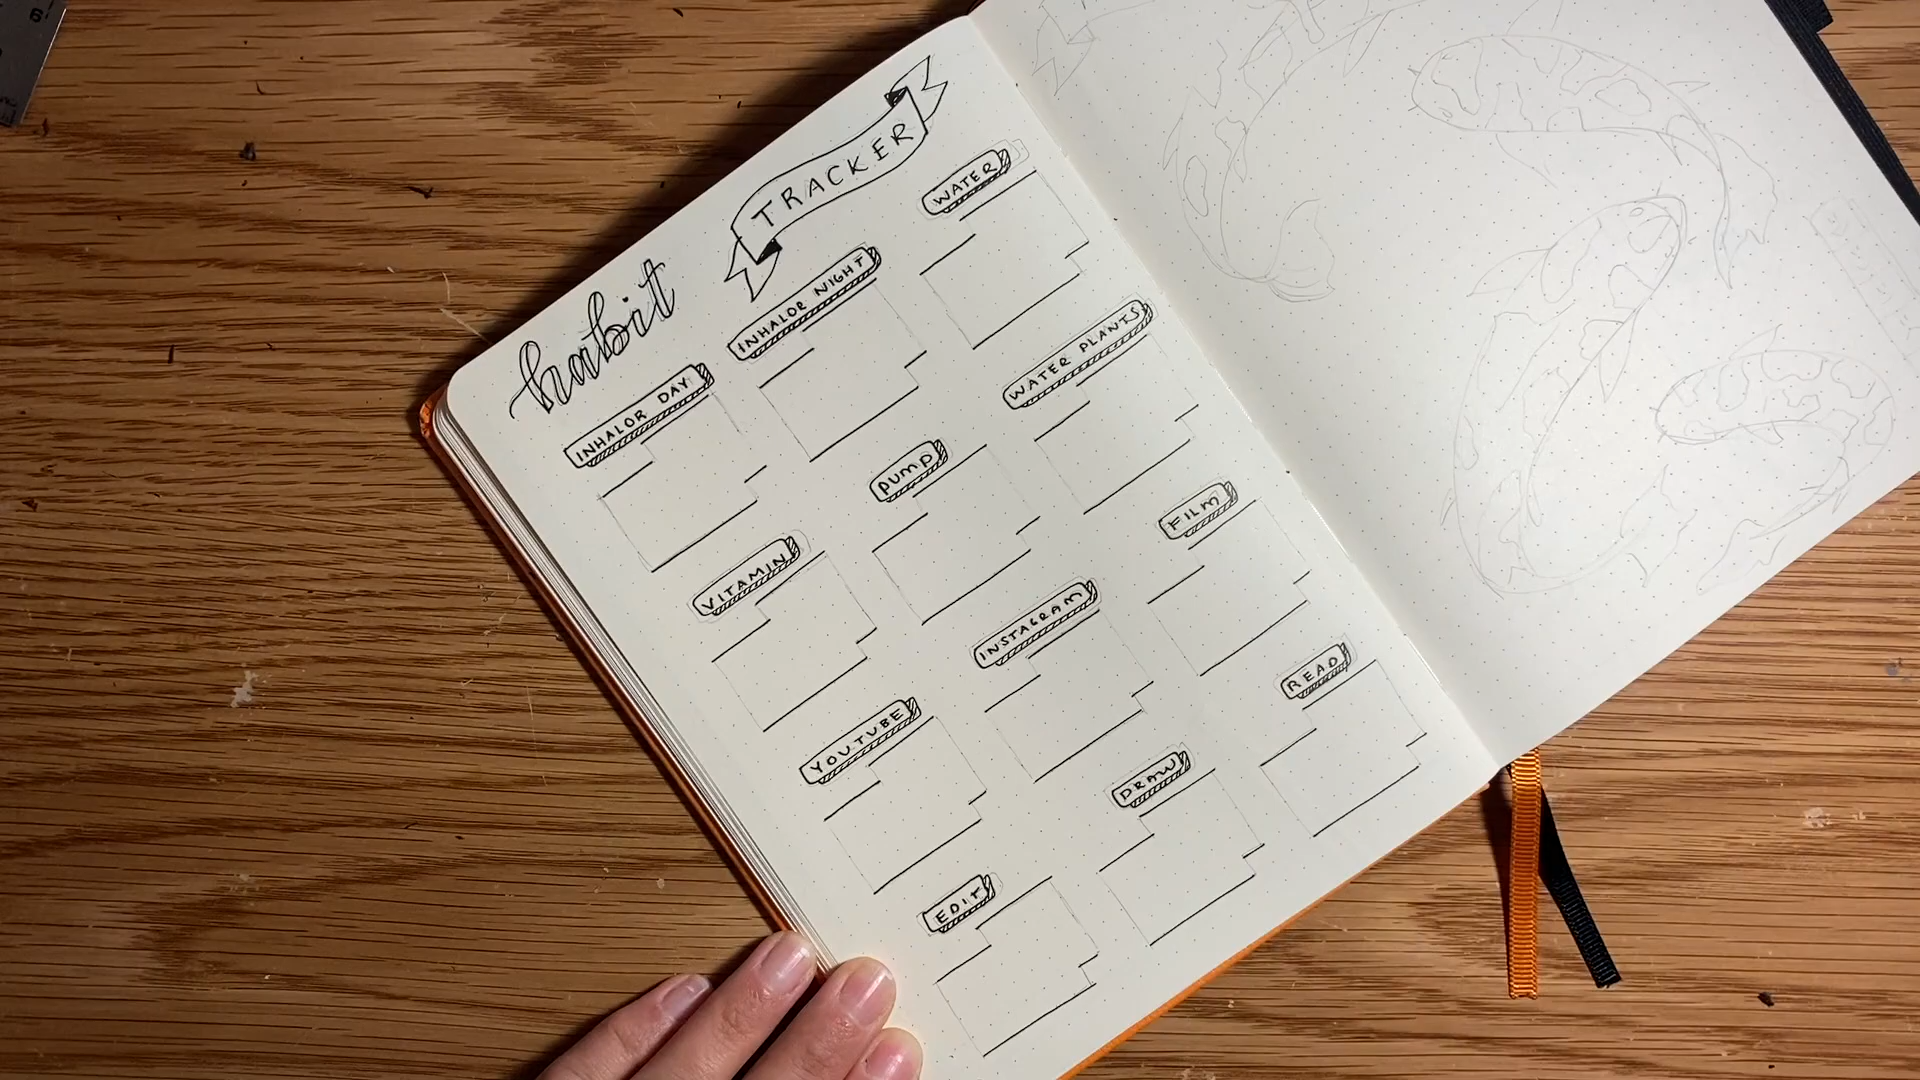 habit TRACKER
INHALOR DAY
INHALOR NIGHT
WATER
VITAMIN
PUMP
WATER PLANTS
YOUTUBE
INSTAGRAM
FILM
EDIT
DRAW
READ